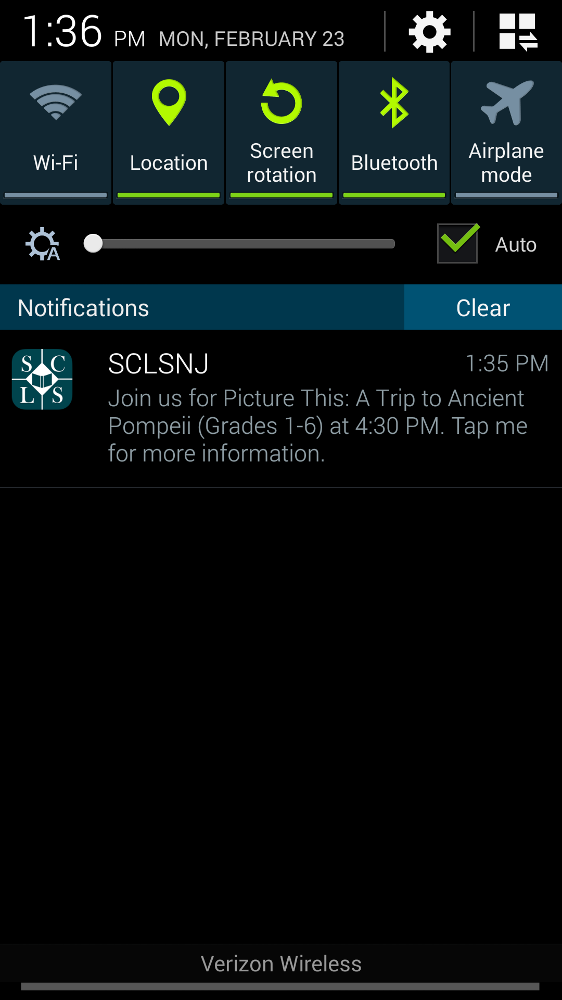 1:36 PM MON, FEBRUARY 23
Wi-Fi
Location
Screen
rotation
Bluetooth
Airplane
mode
A
Auto
Notifications
Clear
S C
L S
SCLSNJ
1:35 PM
Join us for Picture This: A Trip to Ancient
Pompeii (Grades 1-6) at 4:30 PM. Tap me
for more information.
Verizon Wireless